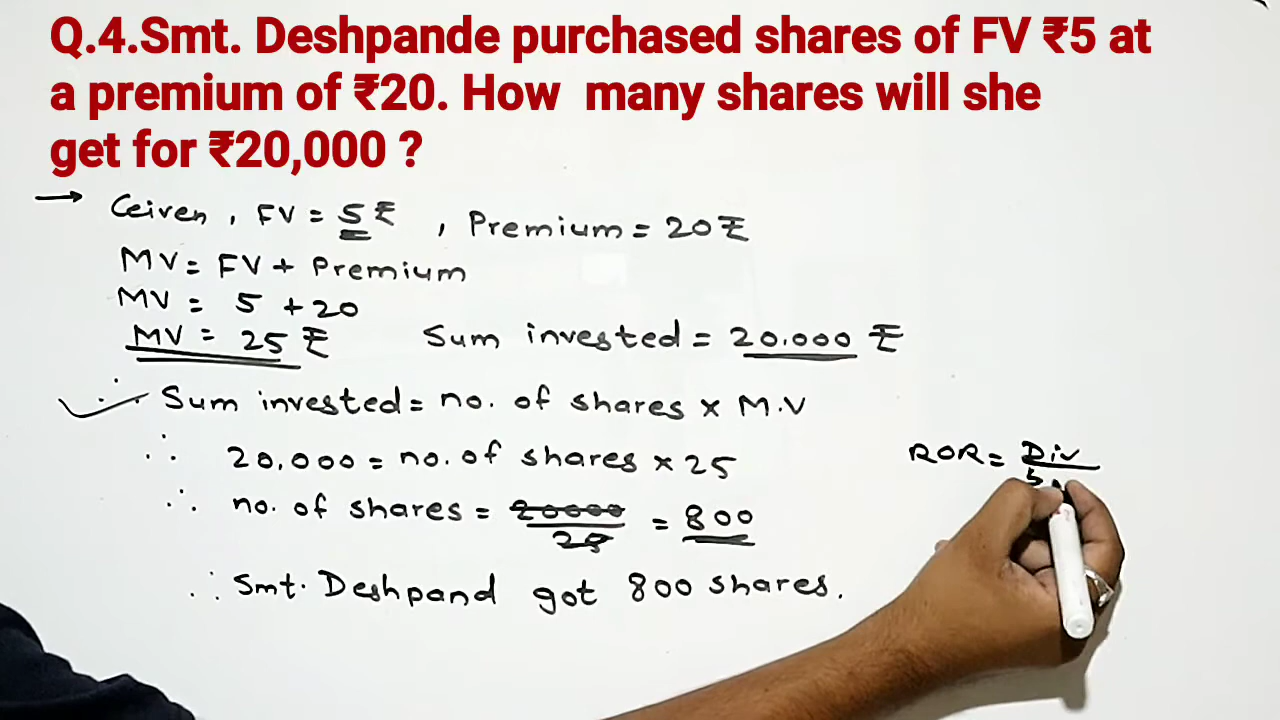 Q.4.Smt. Deshpande purchased shares of FV ₹5 at
a premium of ₹20. How many shares will she
get for ₹20,000 ?
→ Ceiven, FV = 5₹ , Premium = 20₹
MV = FV + Premium
MV = 5 + 20
MV = 25 ₹ Sum invested = 20.000 ₹
∴ Sum invested = no. of shares × M.V
∴ 20.000 = no. of shares × 25
∴ no. of shares = 20000/25 = 800
∴ Smt. Deshpand got 800 shares.
ROR = Div